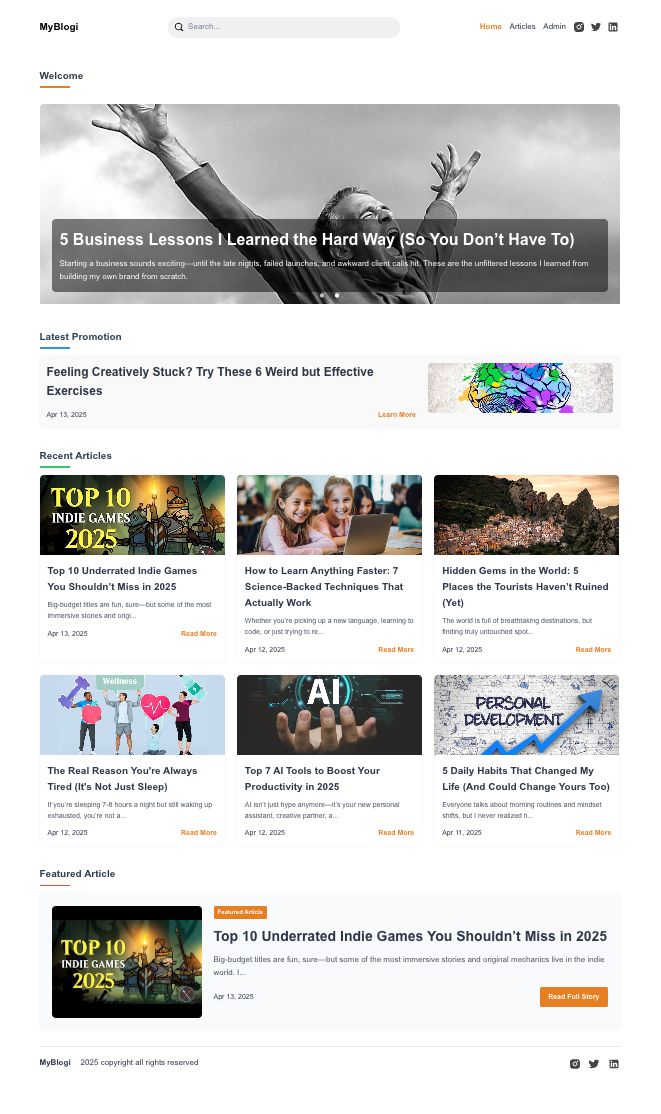 MyBlogi
Search...
Home Articles Admin
Welcome
5 Business Lessons I Learned the Hard Way (So You Don’t Have To)
Starting a business sounds exciting—until the late nights, failed launches, and awkward client calls hit. These are the unfiltered lessons I learned from
building my own brand from scratch.
Latest Promotion
Feeling Creatively Stuck? Try These 6 Weird but Effective
Exercises
Apr 13, 2025 Learn More
Recent Articles
TOP 10
INDIE GAMES
2025
Top 10 Underrated Indie Games
You Shouldn’t Miss in 2025
Big-budget titles are fun, sure—but some of the most
immersive stories and origi...
Apr 13, 2025 Read More
How to Learn Anything Faster: 7
Science-Backed Techniques That
Actually Work
Whether you’re picking up a new language, learning to
code, or just trying to re...
Apr 12, 2025 Read More
Hidden Gems in the World: 5
Places the Tourists Haven’t Ruined
(Yet)
The world is full of breathtaking destinations, but
finding truly untouched spot...
Apr 12, 2025 Read More
Wellness
The Real Reason You're Always
Tired (It's Not Just Sleep)
If you’re sleeping 7-8 hours a night but still waking up
exhausted, you’re not a...
Apr 12, 2025 Read More
AI
Top 7 AI Tools to Boost Your
Productivity in 2025
AI isn’t just hype anymore—it’s your new personal
assistant, creative partner, a...
Apr 12, 2025 Read More
PERSONAL
DEVELOPMENT
5 Daily Habits That Changed My
Life (And Could Change Yours Too)
Everyone talks about morning routines and mindset
shifts, but I never realized h...
Apr 11, 2025 Read More
Featured Article
TOP 10
INDIE GAMES
2025
Featured Article
Top 10 Underrated Indie Games You Shouldn’t Miss in 2025
Big-budget titles are fun, sure—but some of the most immersive stories and original mechanics live in the indie
world. I...
Apr 13, 2025 Read Full Story
MyBlogi 2025 copyright all rights reserved